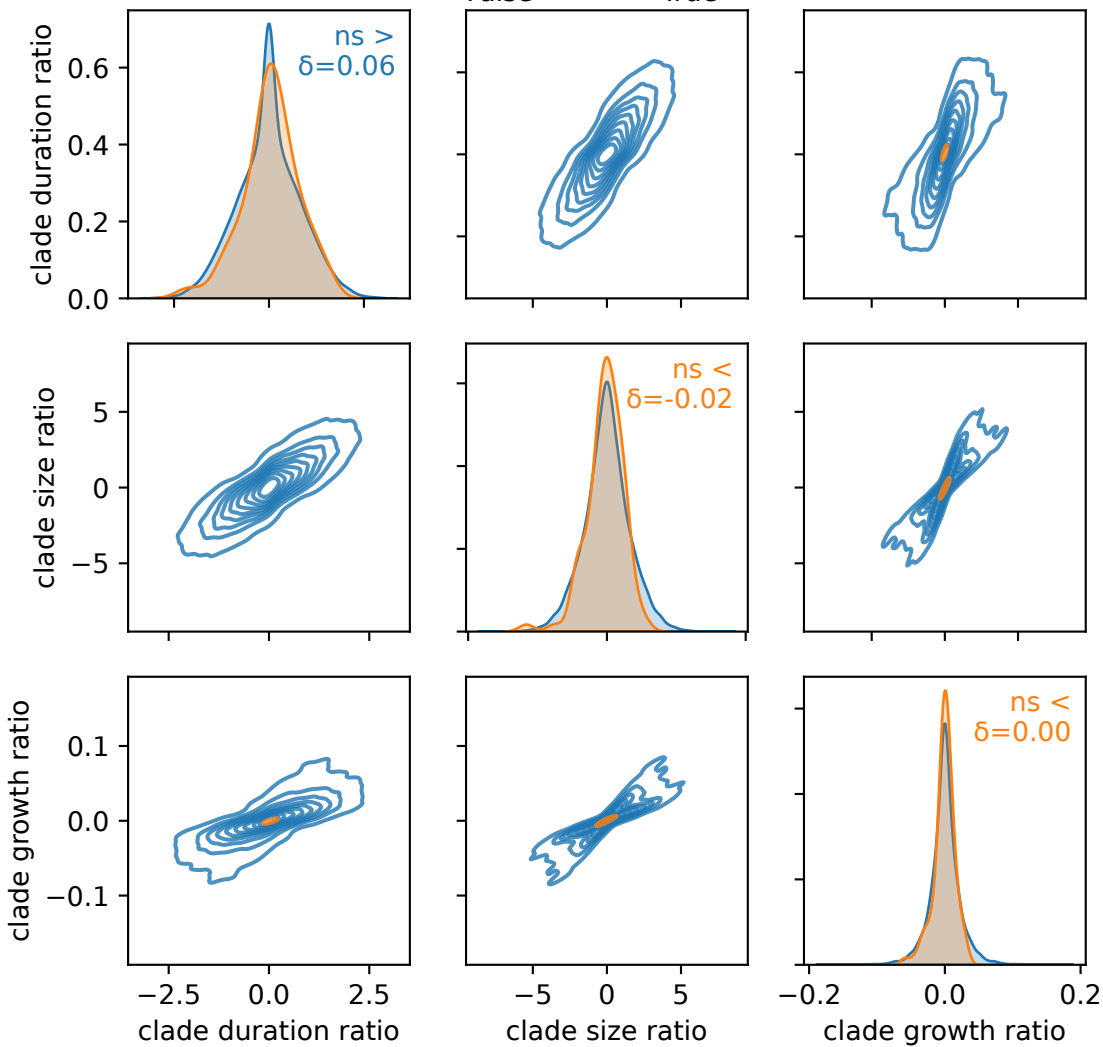 clade duration ratio
0.6
0.4
0.2
0.0
ns >
δ=0.06
clade size ratio
5
0
−5
ns <
δ=-0.02
clade growth ratio
0.1
0.0
−0.1
ns <
δ=0.00
−2.5 0.0 2.5
−5 0 5
−0.2 0.0 0.2
clade duration ratio
clade size ratio
clade growth ratio